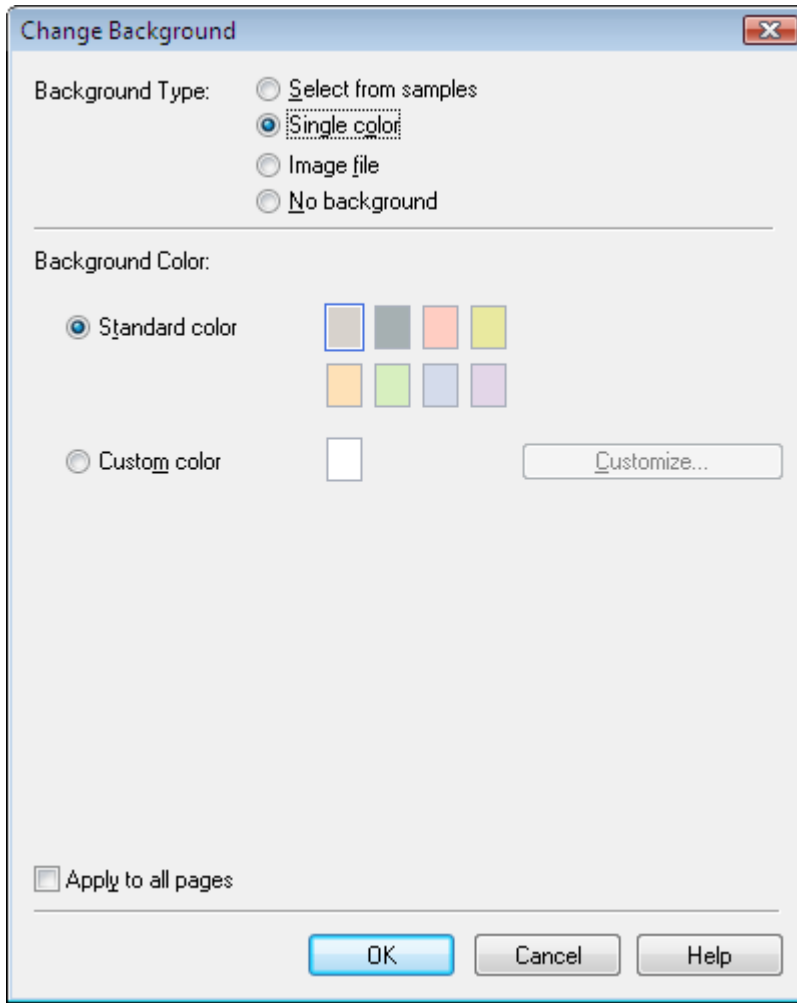 Change Background
Background Type:
Select from samples
Single color
Image file
No background
Background Color:
Standard color
Custom color
Customize...
Apply to all pages
OK
Cancel
Help